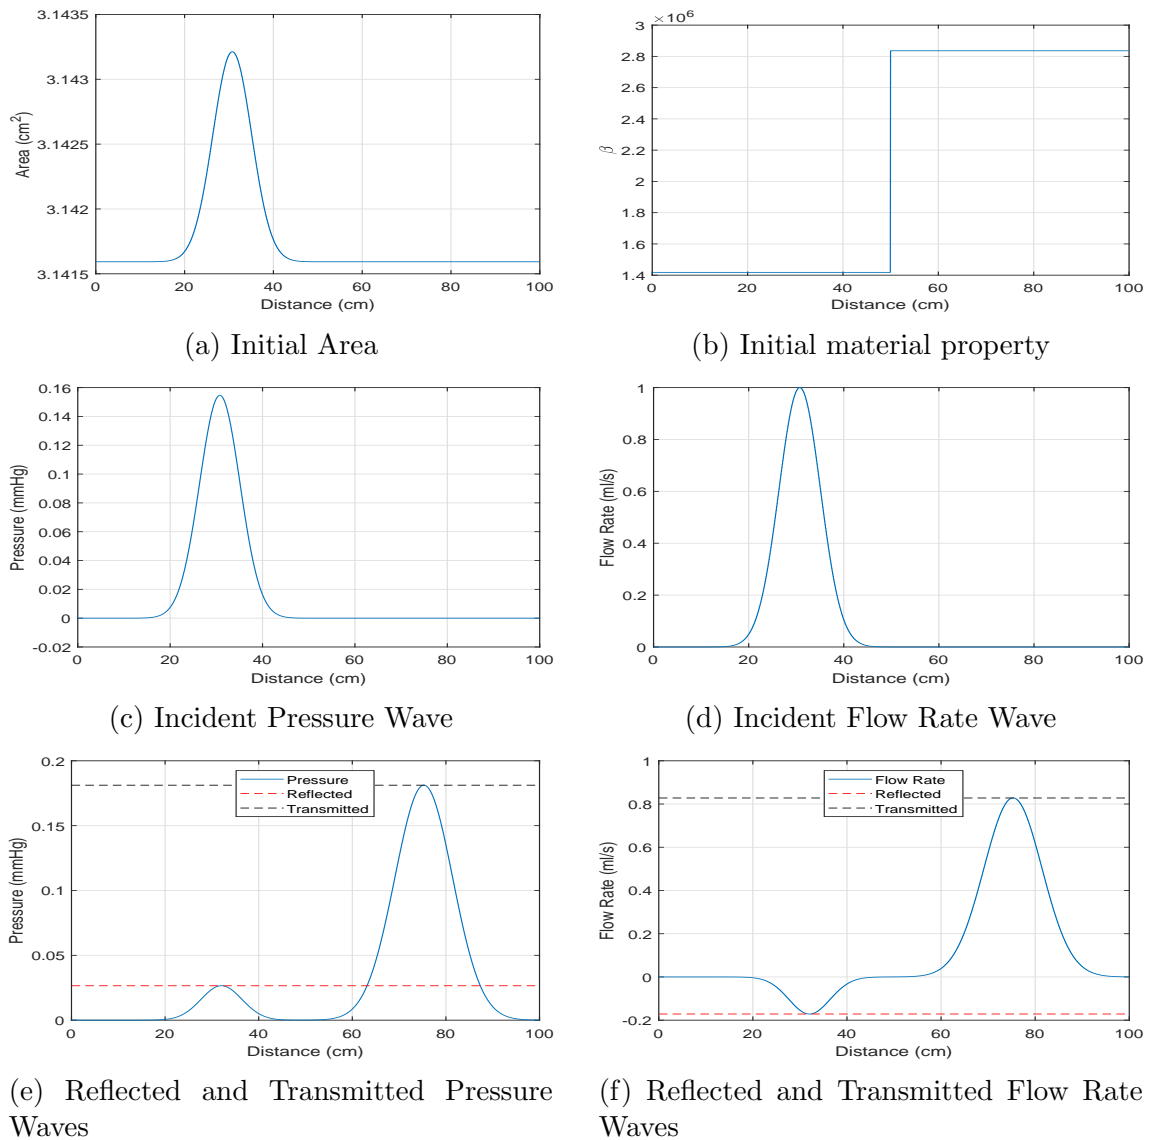 3.1435
3.143
3.1425
3.142
3.1415
Area (cm2)
0 20 40 60 80 100
Distance (cm)
(a) Initial Area
×10^6
3
2.8
2.6
2.4
2.2
2
1.8
1.6
1.4
β
0 20 40 60 80 100
Distance (cm)
(b) Initial material property
0.16
0.14
0.12
0.1
0.08
0.06
0.04
0.02
0
-0.02
Pressure (mmHg)
0 20 40 60 80 100
Distance (cm)
(c) Incident Pressure Wave
1
0.8
0.6
0.4
0.2
0
Flow Rate (ml/s)
0 20 40 60 80 100
Distance (cm)
(d) Incident Flow Rate Wave
0.2
0.15
0.1
0.05
0
Pressure (mmHg)
Pressure
Reflected
Transmitted
0 20 40 60 80 100
Distance (cm)
(e) Reflected and Transmitted Pressure
Waves
1
0.8
0.6
0.4
0.2
0
-0.2
Flow Rate (ml/s)
Flow Rate
Reflected
Transmitted
0 20 40 60 80 100
Distance (cm)
(f) Reflected and Transmitted Flow Rate
Waves